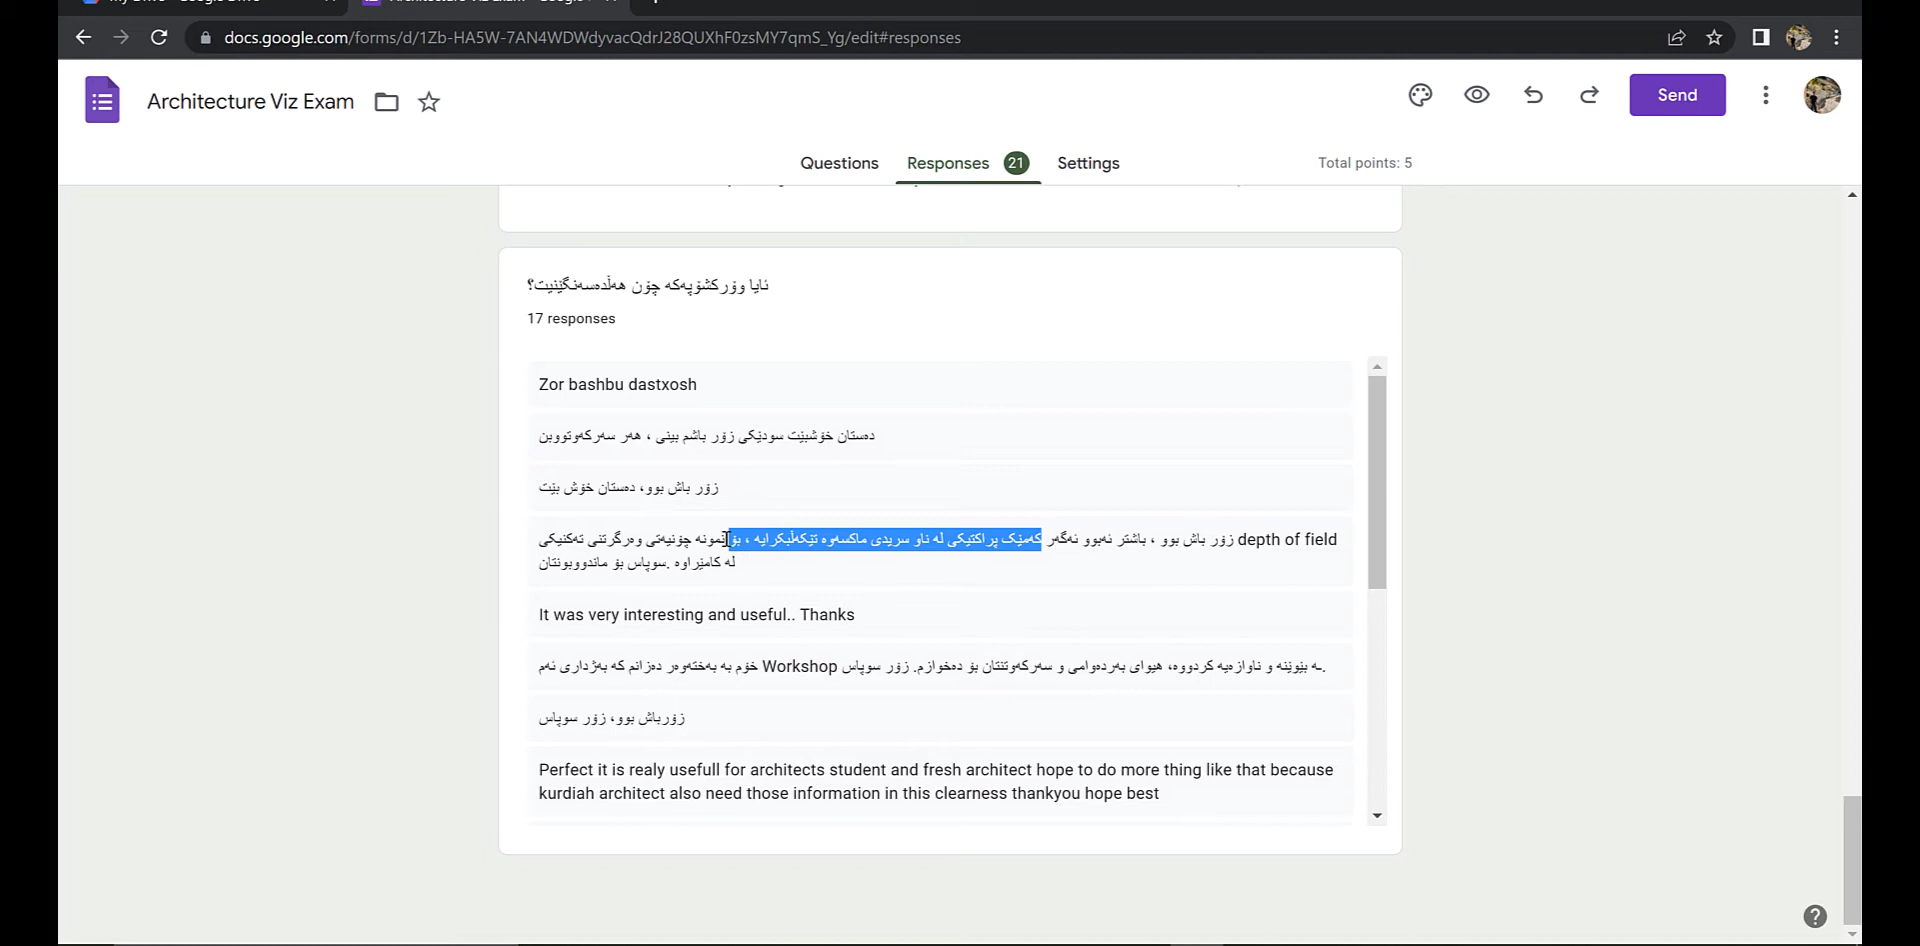 docs.google.com/forms/d/1Zb-HA5W-7AN4WDWdyvacQdrJ28QUXhF0zsMY7qmS_Yg/edit#responses
Architecture Viz Exam
Send
Questions
Responses 21
Settings
Total points: 5
ئایا وۆرکشۆپەکە چۆن هەڵدەسەنگێنیت؟
17 responses
Zor bashbu dastxosh
دەستان خۆشبێت سودێکی زۆر باشم بینی ، هەر سەرکەوتووبن
زۆر باش بوو، دەستان خۆش بێت
زۆر باش بوو ، باشتر ئەبوو ئەگەر کەمێک پراکتیکی لە ناو سریدی ماکسەوە تێکەڵبکرایە ، بۆ نمونە چۆنیەتی وەرگرتنی تەکنیکی depth of field
لە کامێراوە .سوپاس بۆ ماندووبونتان
It was very interesting and useful.. Thanks
خۆم بە بەختەوەر دەزانم کە بەژداری ئەم Workshop ـە بێوێنە و ناوازەیە کردووە، هیوای بەردەوامی و سەرکەوتنتان بۆ دەخوازم. زۆر سوپاس.
زۆرباش بوو، زۆر سوپاس
Perfect it is realy usefull for architects student and fresh architect hope to do more thing like that because
kurdiah architect also need those information in this clearness thankyou hope best